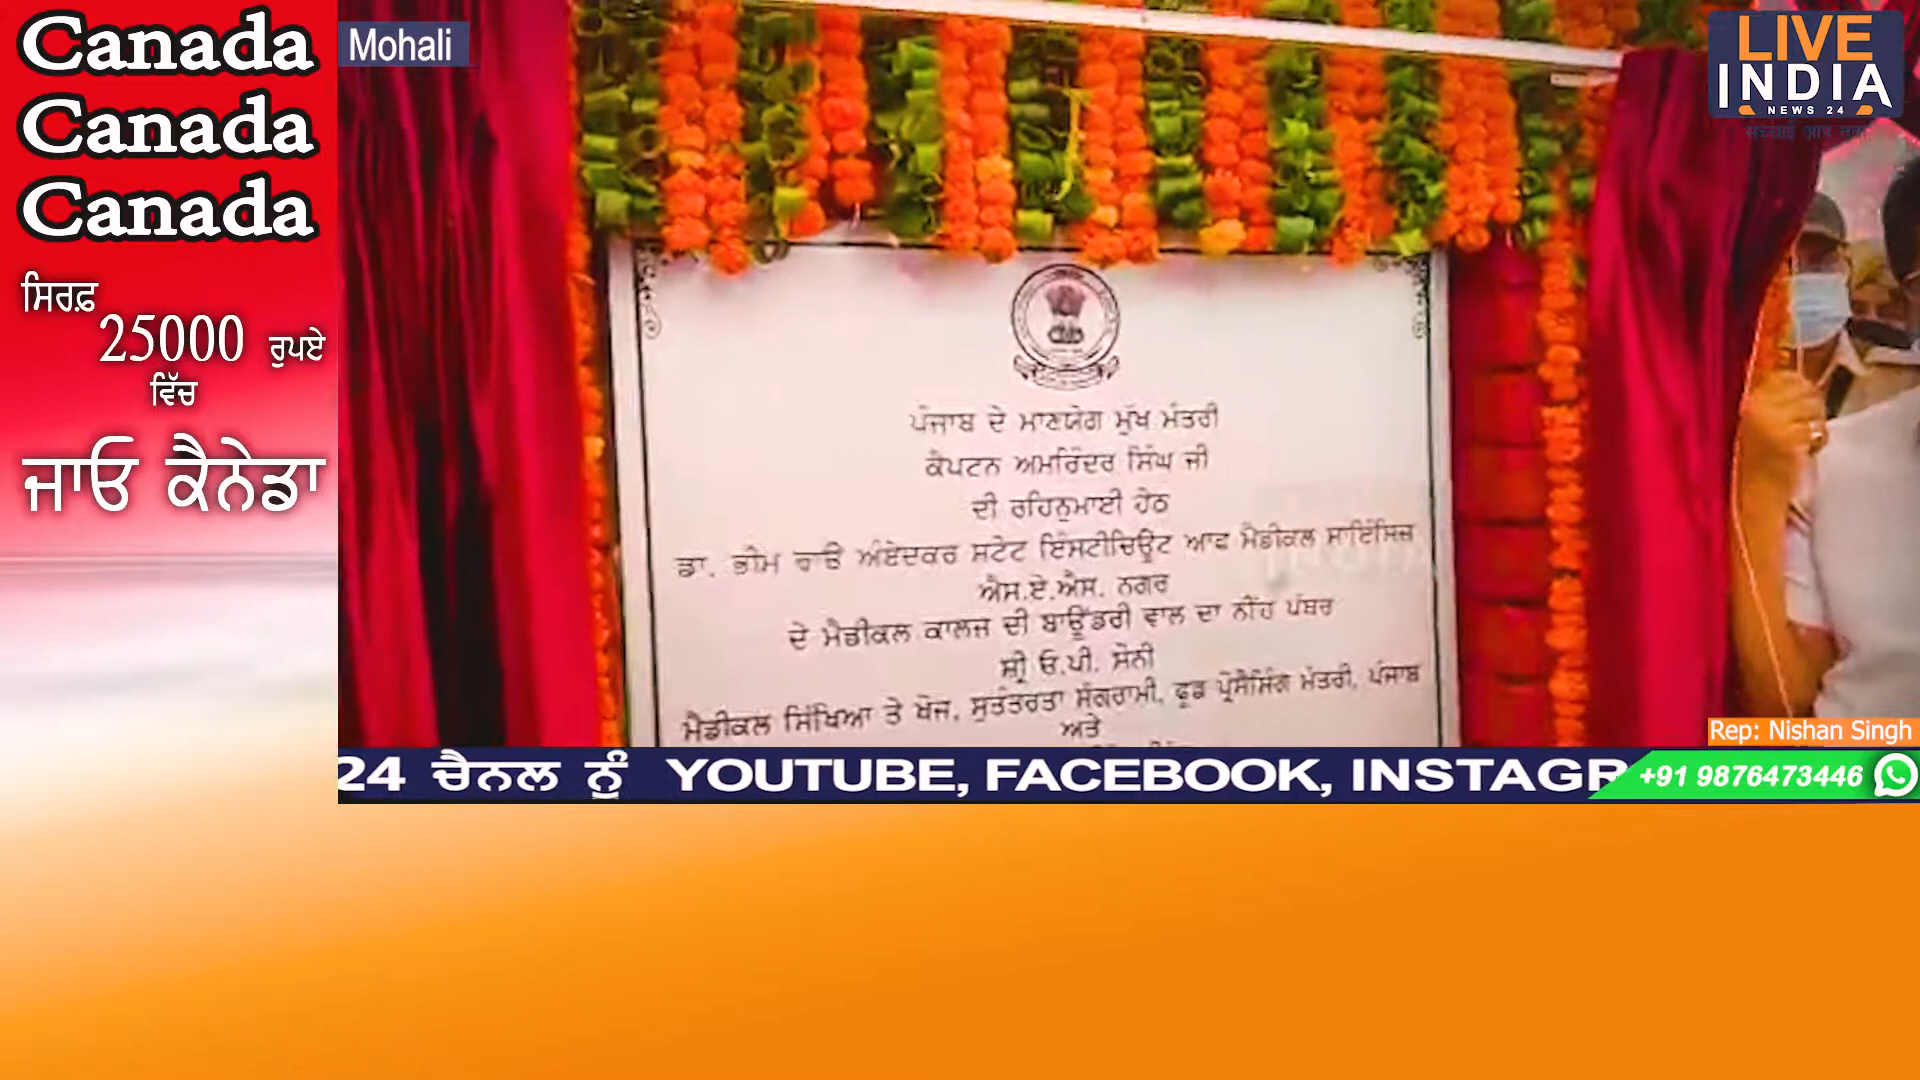 Canada
Canada
Canada
ਸਿਰਫ਼
25000 ਰੁਪਏ
ਵਿੱਚ
ਜਾਓ ਕੈਨੇਡਾ
Mohali
LIVE
INDIA
NEWS 24
ਪੰਜਾਬ ਦੇ ਮਾਣਯੋਗ ਮੁੱਖ ਮੰਤਰੀ
ਕੈਪਟਨ ਅਮਰਿੰਦਰ ਸਿੰਘ ਜੀ
ਦੀ ਰਹਿਨੁਮਾਈ ਹੇਠ
ਡਾ. ਭੀਮ ਰਾਓ ਅੰਬੇਦਕਰ ਸਟੇਟ ਇੰਸਟੀਚਿਊਟ ਆਫ ਮੈਡੀਕਲ ਸਾਇੰਸਿਜ਼
ਐਸ.ਏ.ਐਸ. ਨਗਰ
ਦੇ ਮੈਡੀਕਲ ਕਾਲਜ ਦੀ ਬਾਊਂਡਰੀ ਵਾਲ ਦਾ ਨੀਂਹ ਪੱਥਰ
ਸ਼੍ਰੀ ਓ.ਪੀ. ਸੋਨੀ
ਮੈਡੀਕਲ ਸਿੱਖਿਆ ਤੇ ਖੋਜ, ਸੁਤੰਤਰਤਾ ਸੰਗਰਾਮੀ, ਫੂਡ ਪ੍ਰੋਸੈਸਿੰਗ ਮੰਤਰੀ, ਪੰਜਾਬ
ਅਤੇ
Rep: Nishan Singh
24 ਚੈਨਲ ਨੂੰ YOUTUBE, FACEBOOK, INSTAGR
+91 9876473446